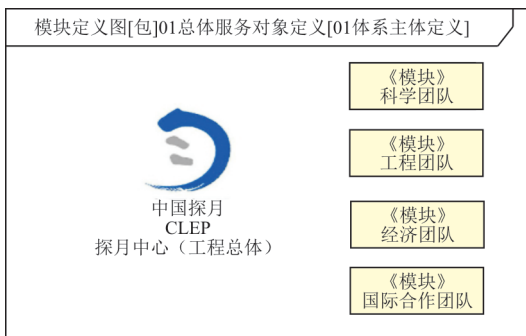 模块定义图[包]01总体服务对象定义[01体系主体定义]
中国探月
CLEP
探月中心（工程总体）
《模块》
科学团队
《模块》
工程团队
《模块》
经济团队
《模块》
国际合作团队